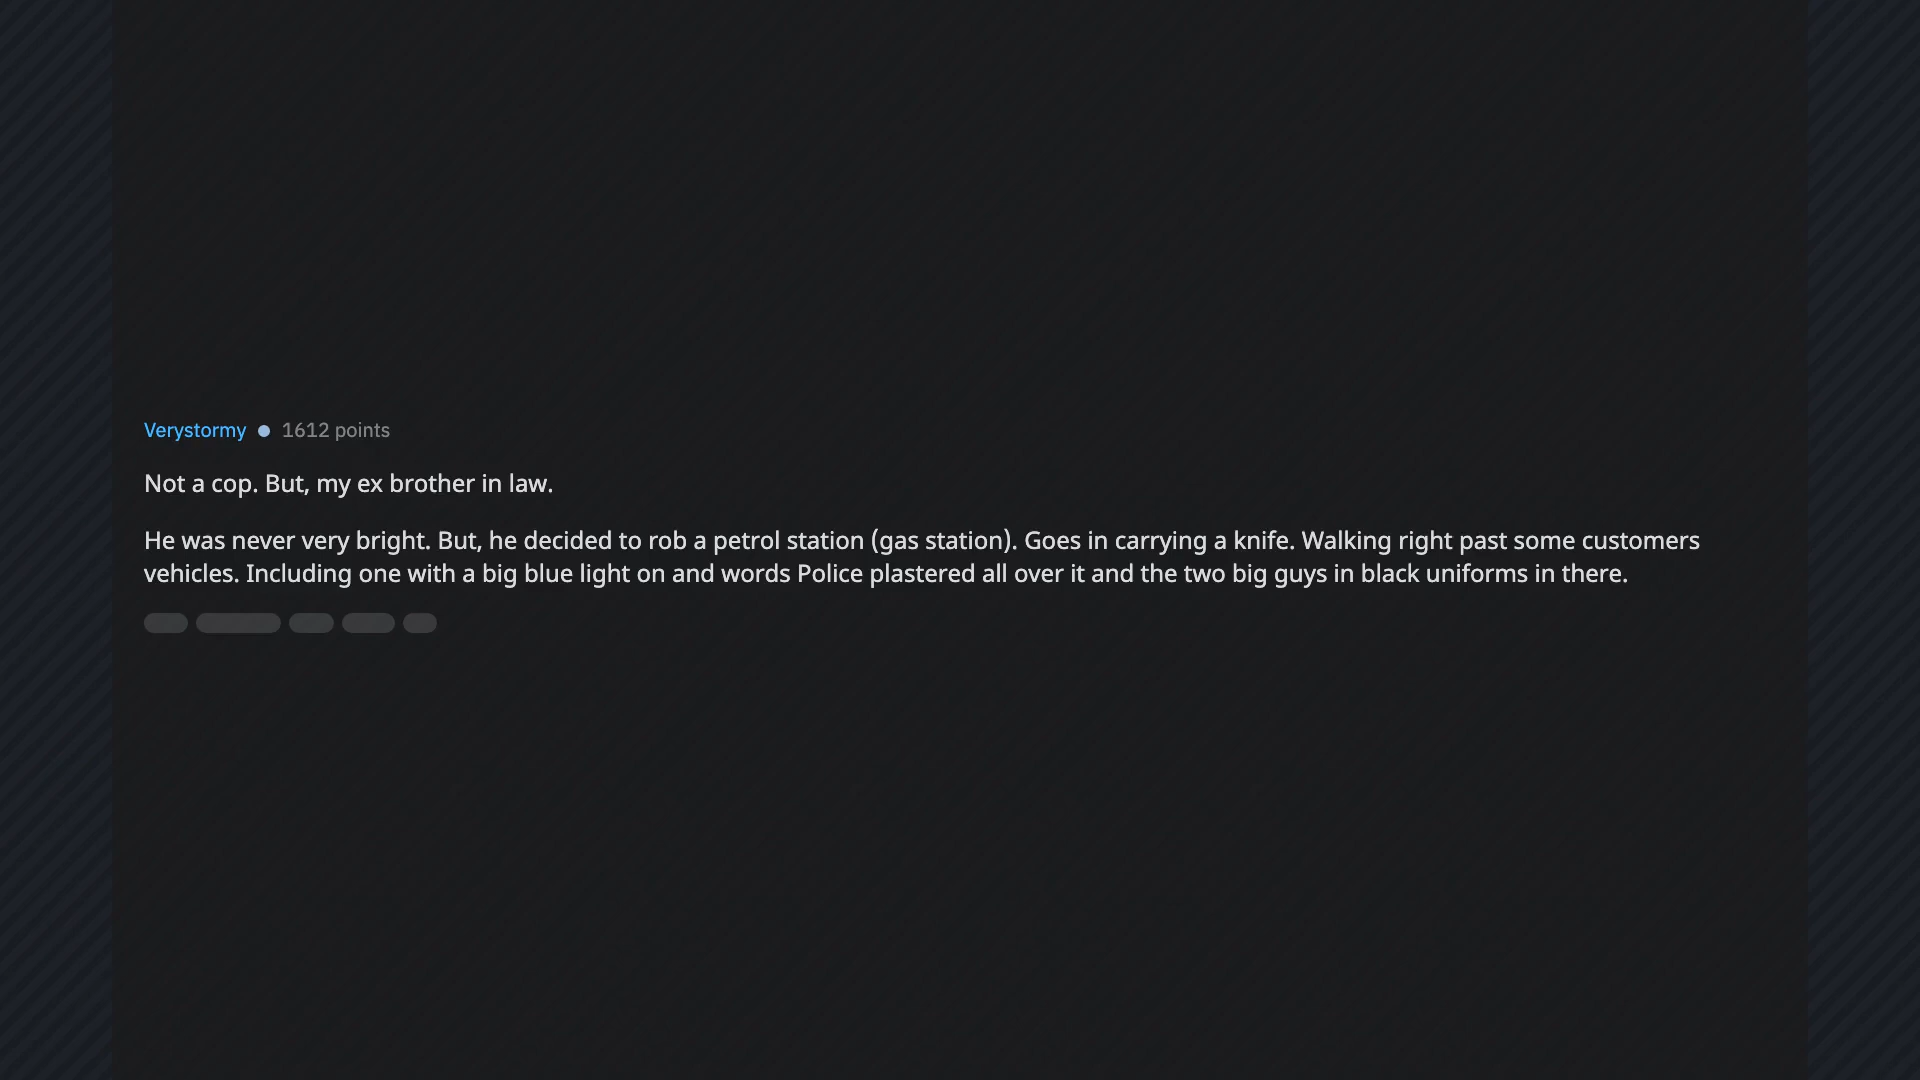 Verystormy ● 1612 points
Not a cop. But, my ex brother in law.
He was never very bright. But, he decided to rob a petrol station (gas station). Goes in carrying a knife. Walking right past some customers
vehicles. Including one with a big blue light on and words Police plastered all over it and the two big guys in black uniforms in there.